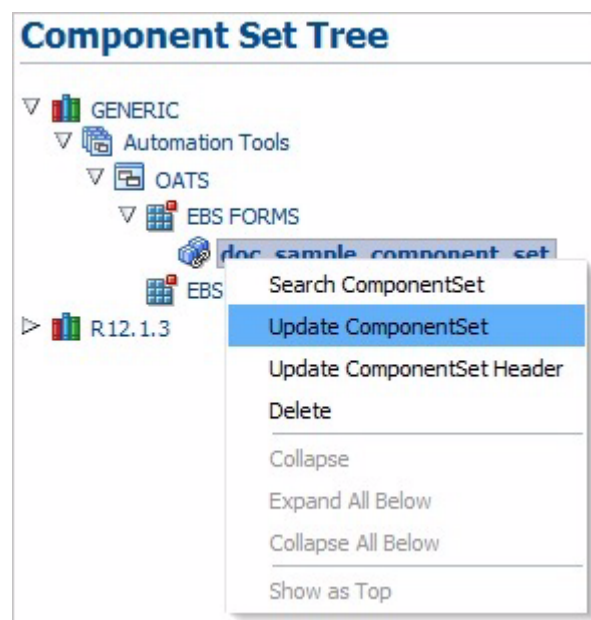 Component Set Tree
GENERIC
Automation Tools
OATS
EBS FORMS
doc_sample_component_set
EBS
R12.1.3
Search ComponentSet
Update ComponentSet
Update ComponentSet Header
Delete
Collapse
Expand All Below
Collapse All Below
Show as Top